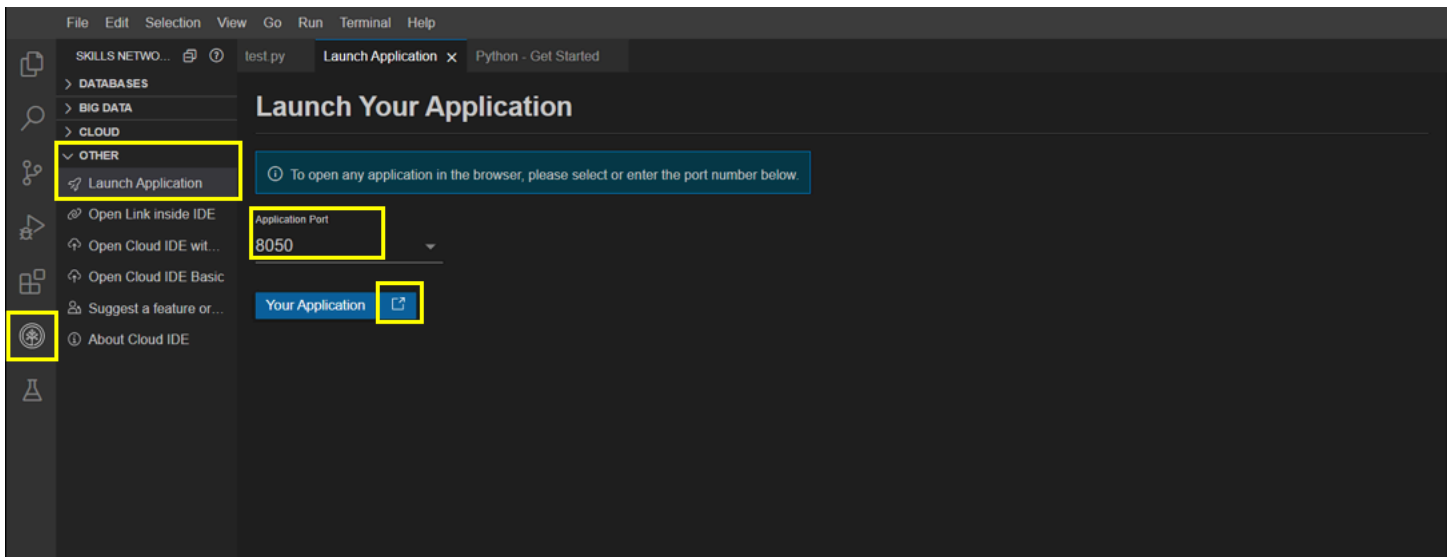 File Edit Selection View Go Run Terminal Help
SKILLS NETWO...
test.py Launch Application Python - Get Started
DATABASES
BIG DATA
CLOUD
OTHER
Launch Application
Open Link inside IDE
Open Cloud IDE wit...
Open Cloud IDE Basic
Suggest a feature or...
About Cloud IDE
Launch Your Application
To open any application in the browser, please select or enter the port number below.
Application Port
8050
Your Application